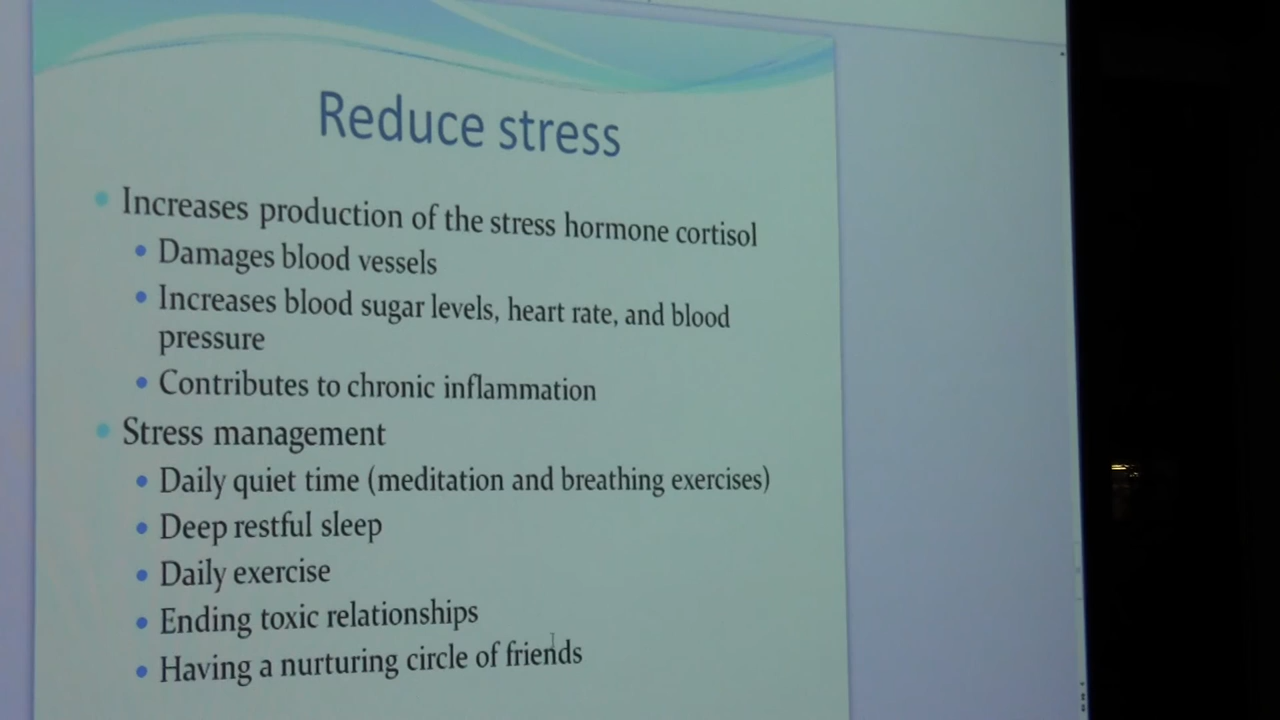 Reduce stress
Increases production of the stress hormone cortisol
Damages blood vessels
Increases blood sugar levels, heart rate, and blood
pressure
Contributes to chronic inflammation
Stress management
Daily quiet time (meditation and breathing exercises)
Deep restful sleep
Daily exercise
Ending toxic relationships
Having a nurturing circle of friends